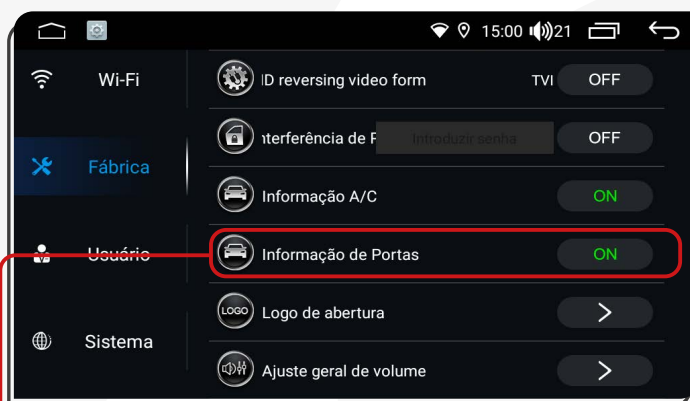 15:00 21
Wi-Fi
Fábrica
Usuário
Sistema
D reversing video form TVI OFF
nterferência de F Introduzir senha OFF
Informação A/C ON
Informação de Portas ON
LOGO Logo de abertura
Ajuste geral de volume